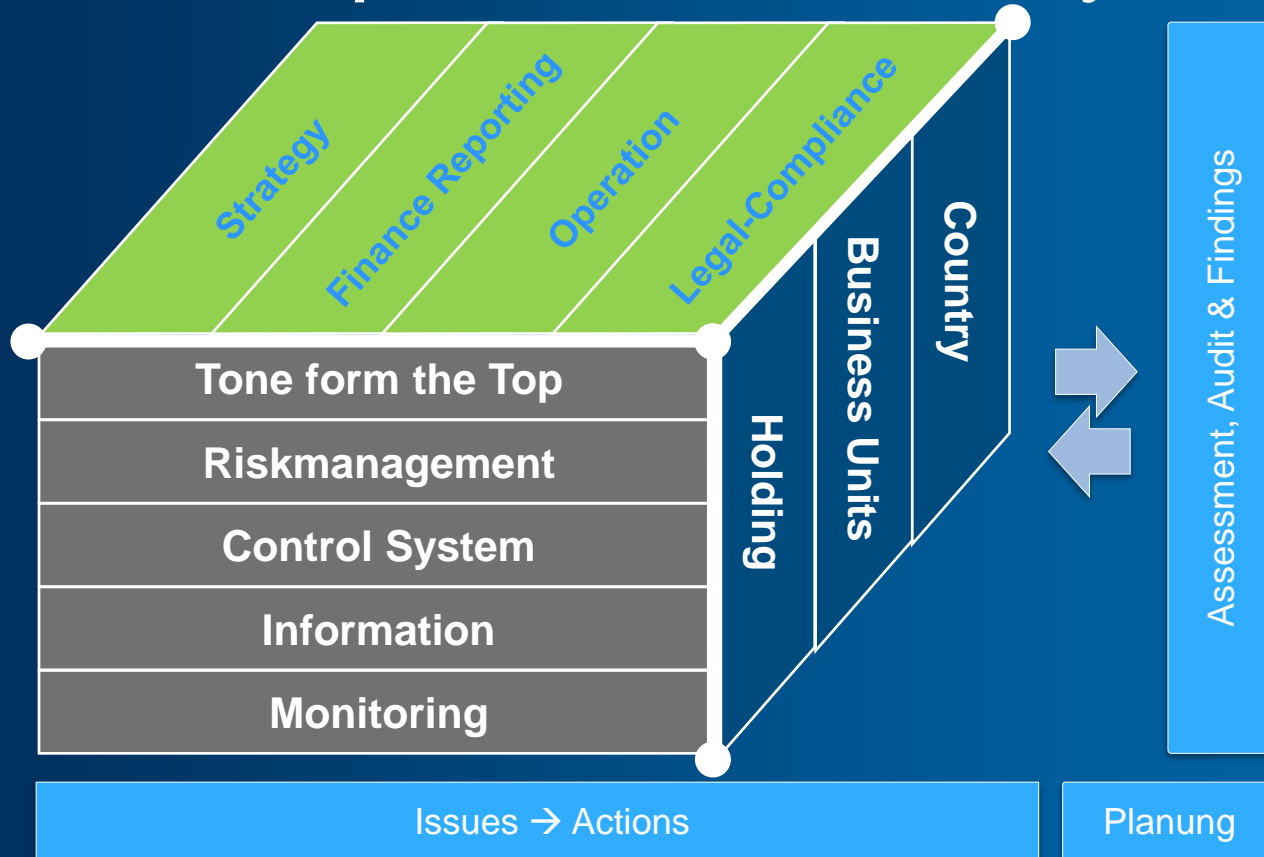 Strategy
Finance Reporting
Operation
Legal-Compliance
Tone form the Top
Riskmanagement
Control System
Information
Monitoring
Holding
Business Units
Country
Assessment, Audit & Findings
Issues → Actions
Planung